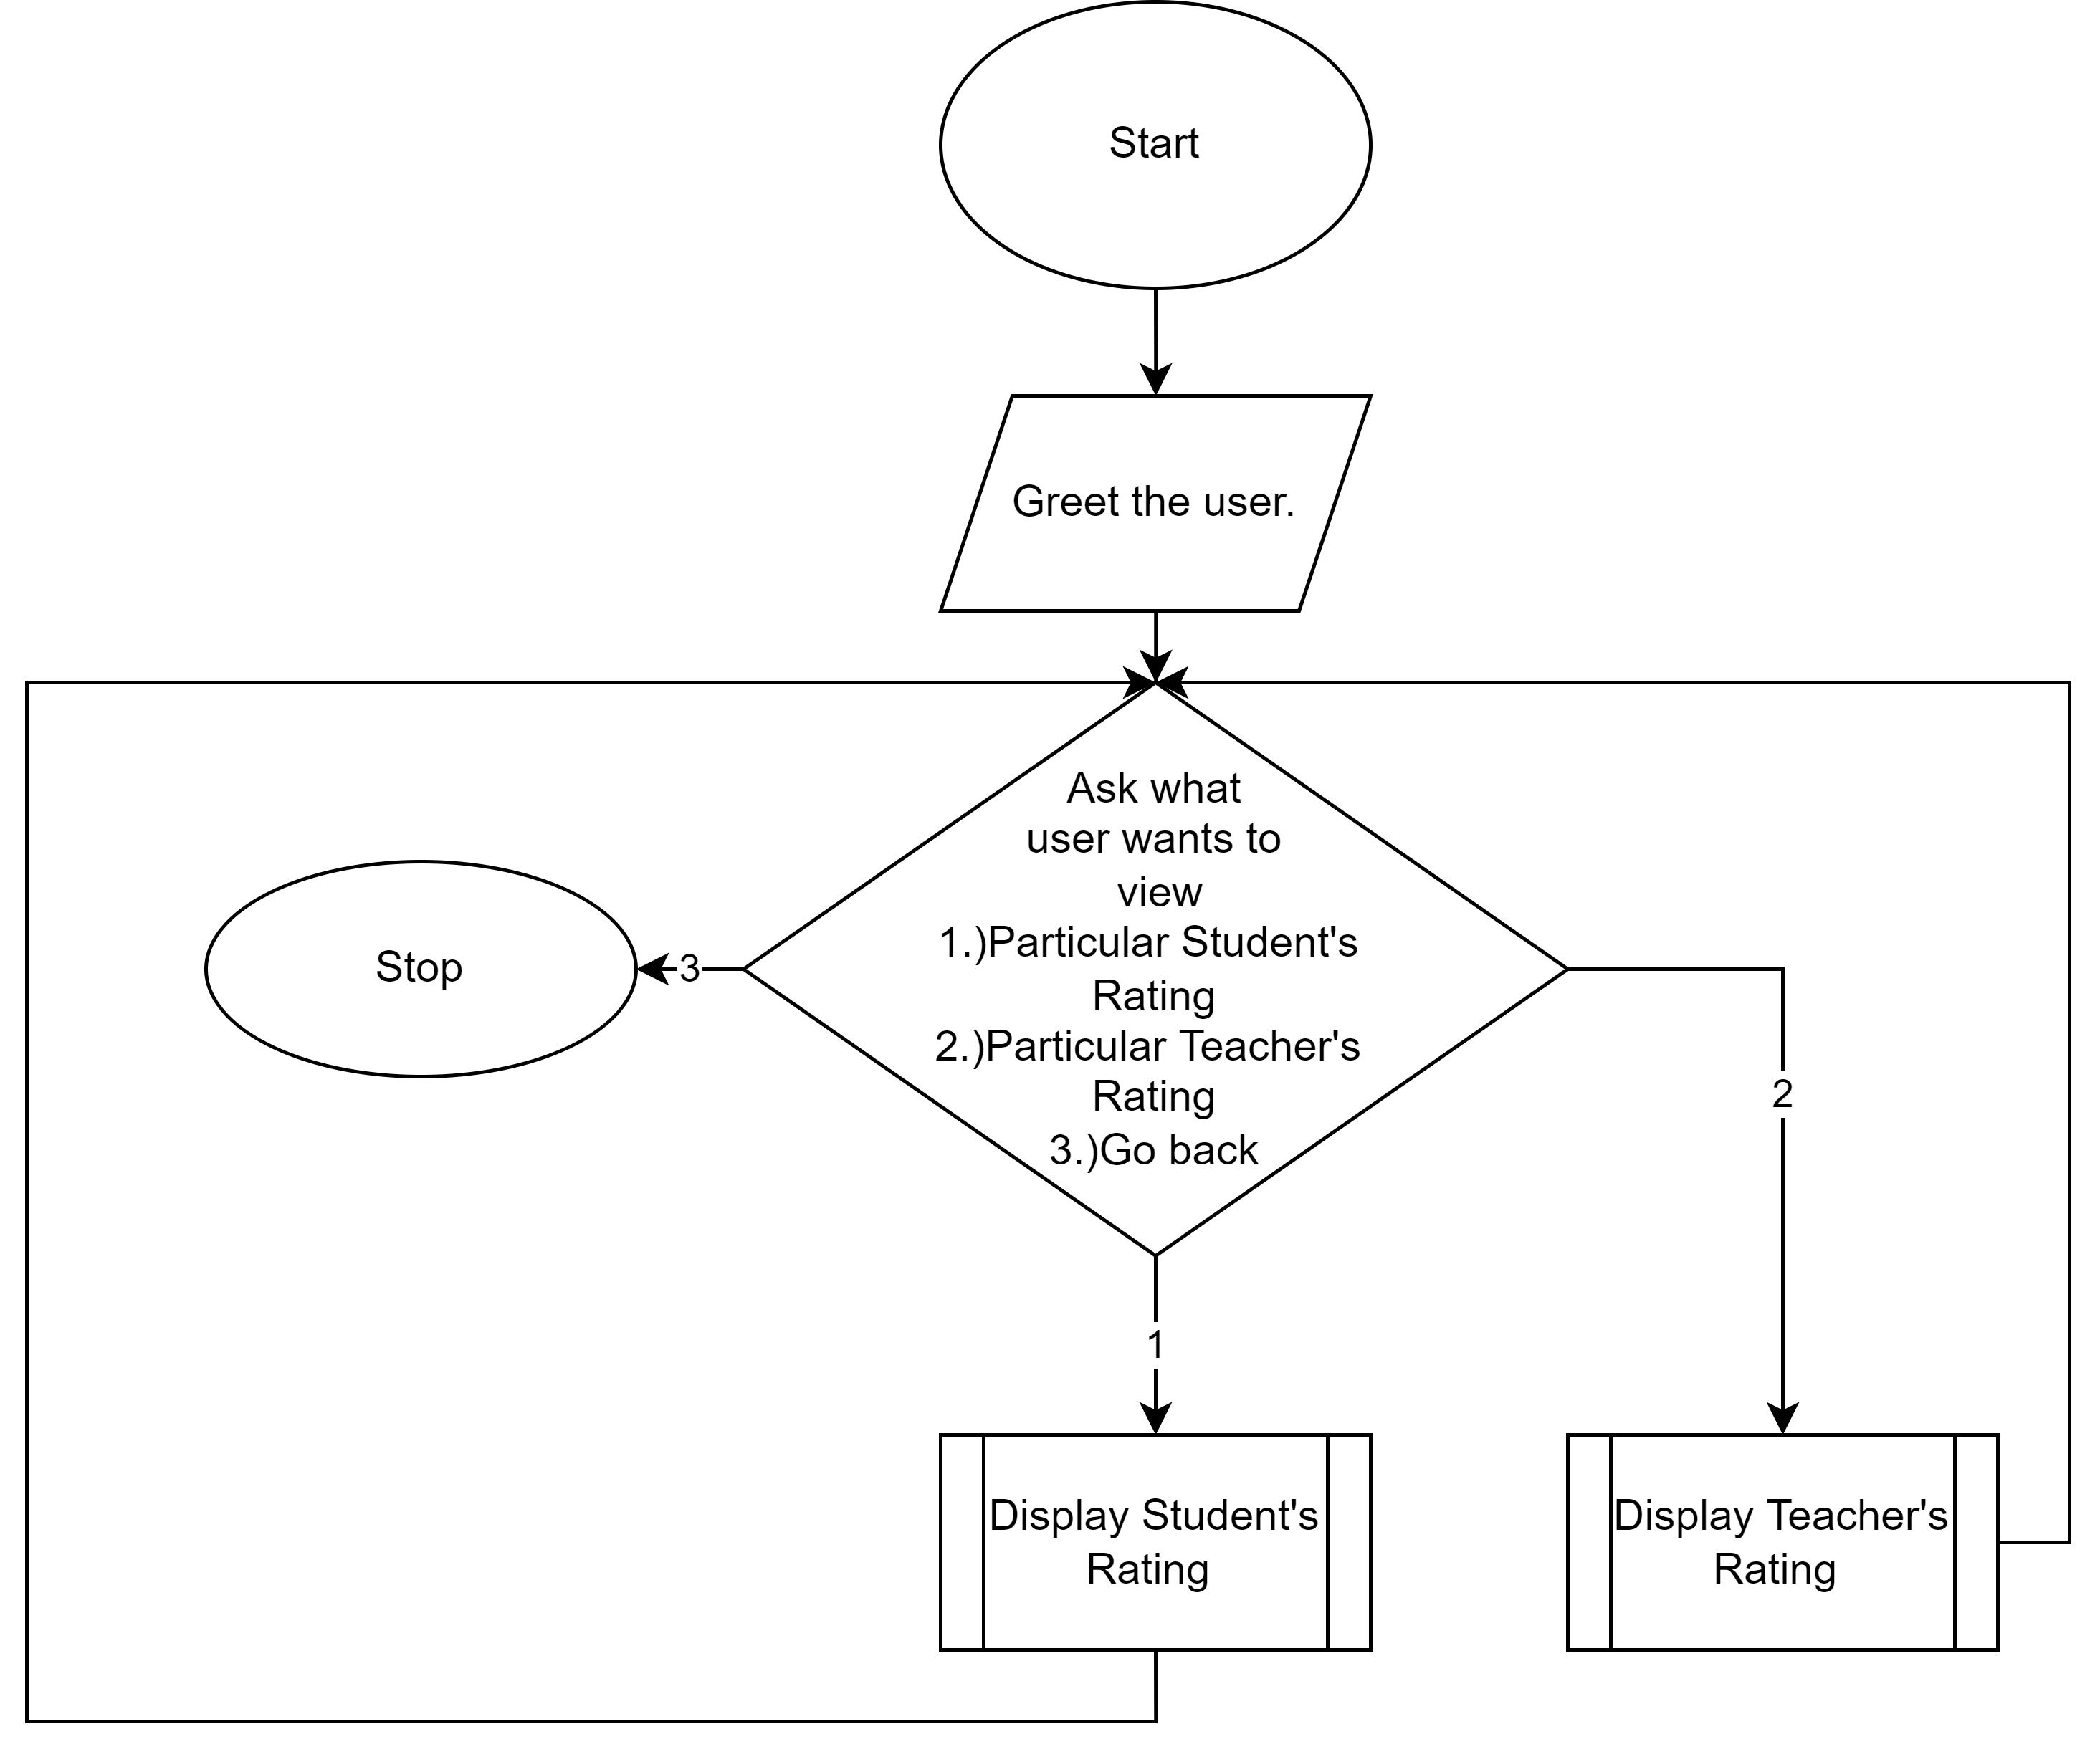 Start
Greet the user.
Ask what
user wants to
view
1.)Particular Student's
Rating
2.)Particular Teacher's
Rating
3.)Go back
Stop
3
2
1
Display Student's
Rating
Display Teacher's
Rating